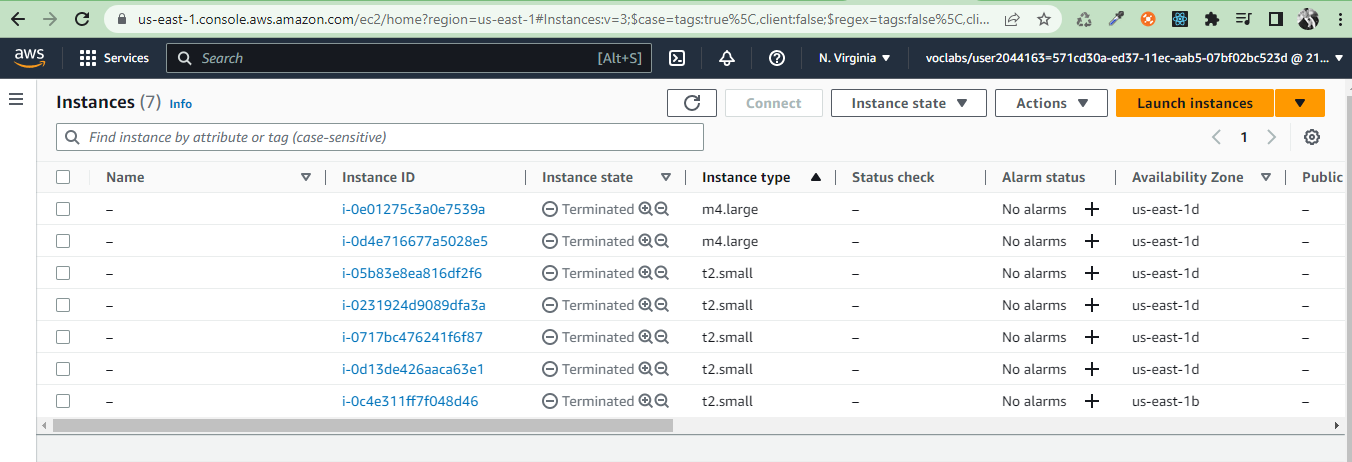 us-east-1.console.aws.amazon.com/ec2/home?region=us-east-1#Instances:v=3;$case=tags:true%5C,client:false;$regex=tags:false%5C,cli...
aws Services Search [Alt+S] N. Virginia voclabs/user2044163=571cd30a-ed37-11ec-aab5-07bf02bc523d @ 21...
Instances (7) Info Connect Instance state Actions Launch instances
Find instance by attribute or tag (case-sensitive) 1
Name Instance ID Instance state Instance type Status check Alarm status Availability Zone Public
– i-0e01275c3a0e7539a Terminated m4.large – No alarms + us-east-1d –
– i-0d4e716677a5028e5 Terminated m4.large – No alarms + us-east-1d –
– i-05b83e8ea816df2f6 Terminated t2.small – No alarms + us-east-1d –
– i-0231924d9089dfa3a Terminated t2.small – No alarms + us-east-1d –
– i-0717bc476241f6f87 Terminated t2.small – No alarms + us-east-1d –
– i-0d13de426aaca63e1 Terminated t2.small – No alarms + us-east-1d –
– i-0c4e311ff7f048d46 Terminated t2.small – No alarms + us-east-1b –